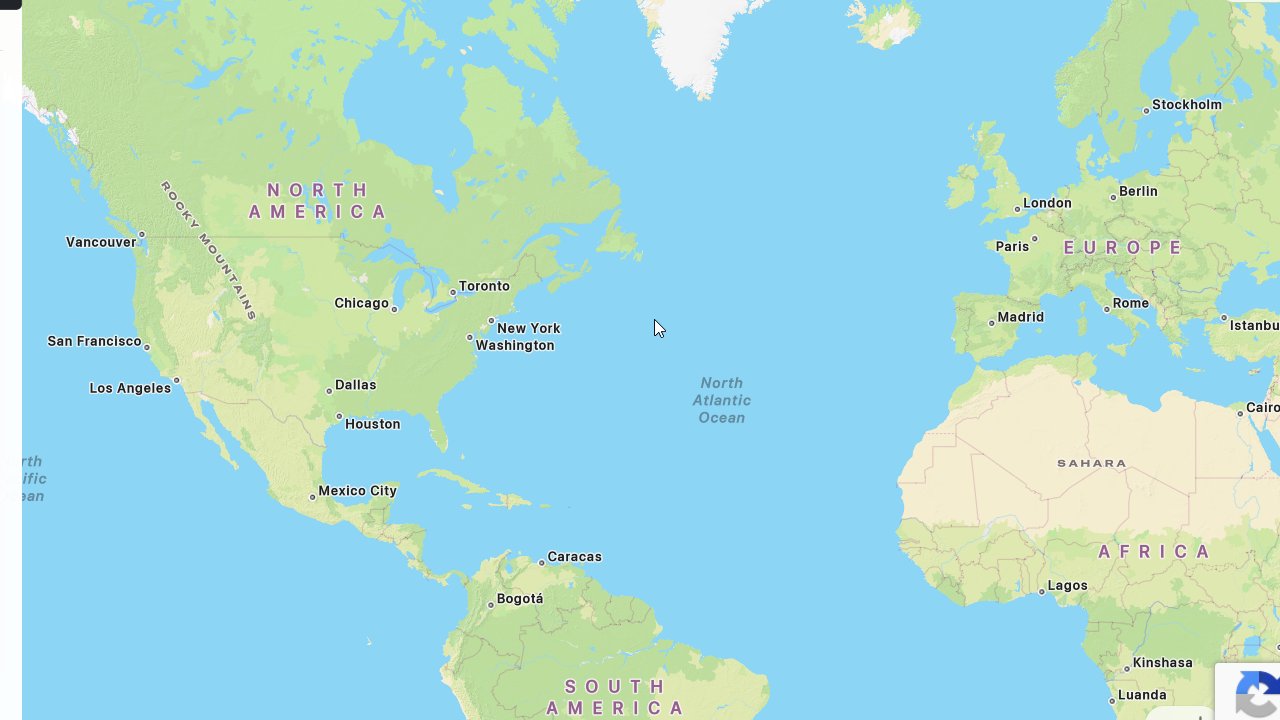 Stockholm
NORTH
AMERICA
ROCKY MOUNTAINS
Berlin
London
Vancouver
Paris
EUROPE
Toronto
Chicago
Rome
Madrid
New York
Istanbu
San Francisco
Washington
Los Angeles
Dallas
North
Atlantic
Ocean
Cairo
Houston
rth
ific
ean
SAHARA
Mexico City
AFRICA
Caracas
Lagos
Bogotá
Kinshasa
SOUTH
AMERICA
Luanda